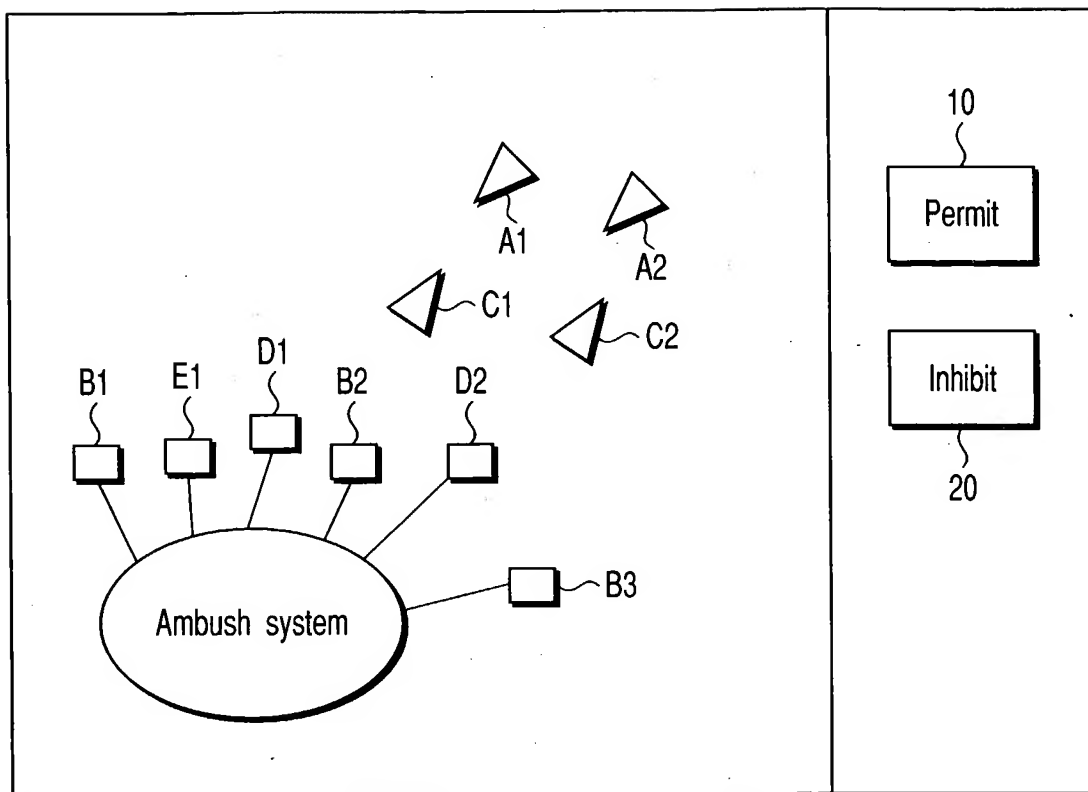 10
Permit
A1
A2
C1
C2
Inhibit
20
B1
E1
D1
B2
D2
B3
Ambush system